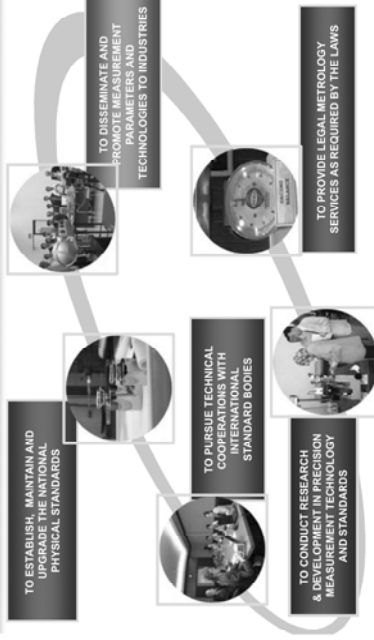 TO ESTABLISH, MAINTAIN AND
UPGRADE THE NATIONAL
PHYSICAL STANDARDS
TO DISSEMINATE AND
PROMOTE MEASUREMENT
PARAMETERS AND
TECHNOLOGIES TO INDUSTRIES
TO PURSUE TECHNICAL
COOPERATIONS WITH
INTERNATIONAL
STANDARD BODIES
TO CONDUCT RESEARCH
& DEVELOPMENT IN PRECISION
MEASUREMENT TECHNOLOGY
AND STANDARDS
TO PROVIDE LEGAL METROLOGY
SERVICES AS REQUIRED BY THE LAWS